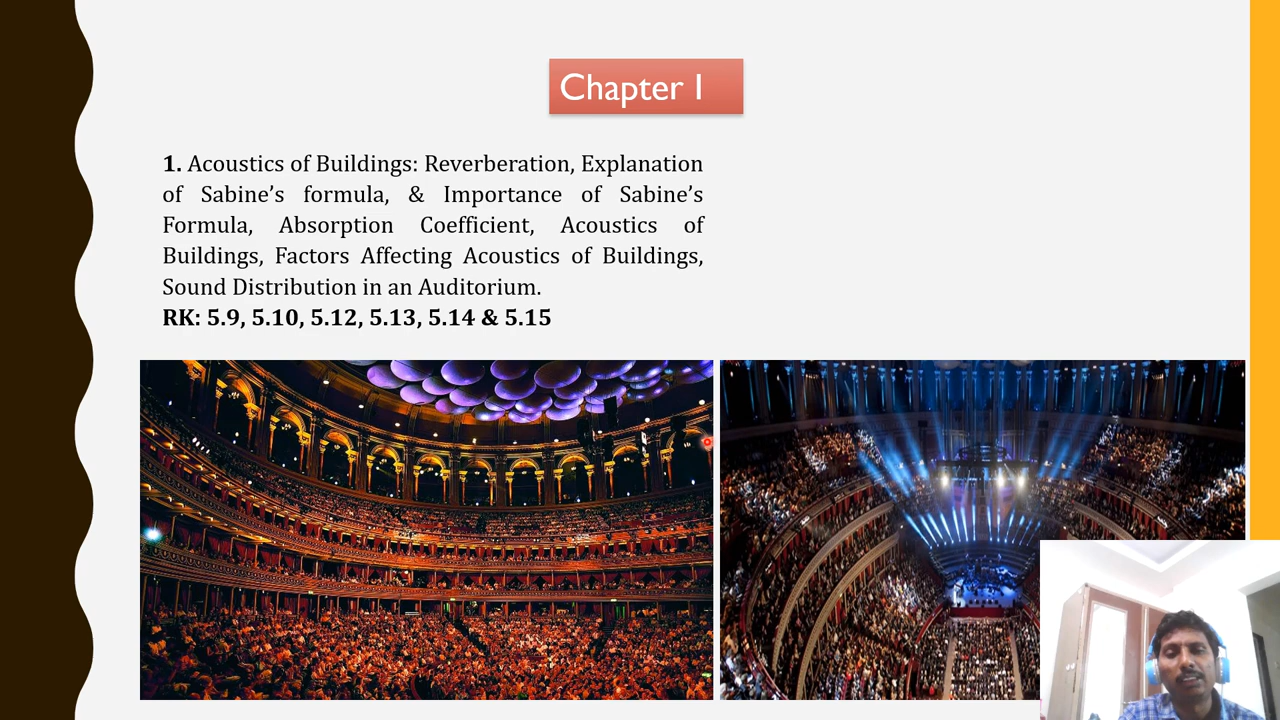 Chapter 1
1. Acoustics of Buildings: Reverberation, Explanation
of Sabine’s formula, & Importance of Sabine’s
Formula, Absorption Coefficient, Acoustics of
Buildings, Factors Affecting Acoustics of Buildings,
Sound Distribution in an Auditorium.
RK: 5.9, 5.10, 5.12, 5.13, 5.14 & 5.15